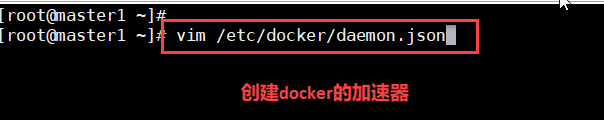 [root@master1 ~]#
[root@master1 ~]# vim /etc/docker/daemon.json
创建docker的加速器